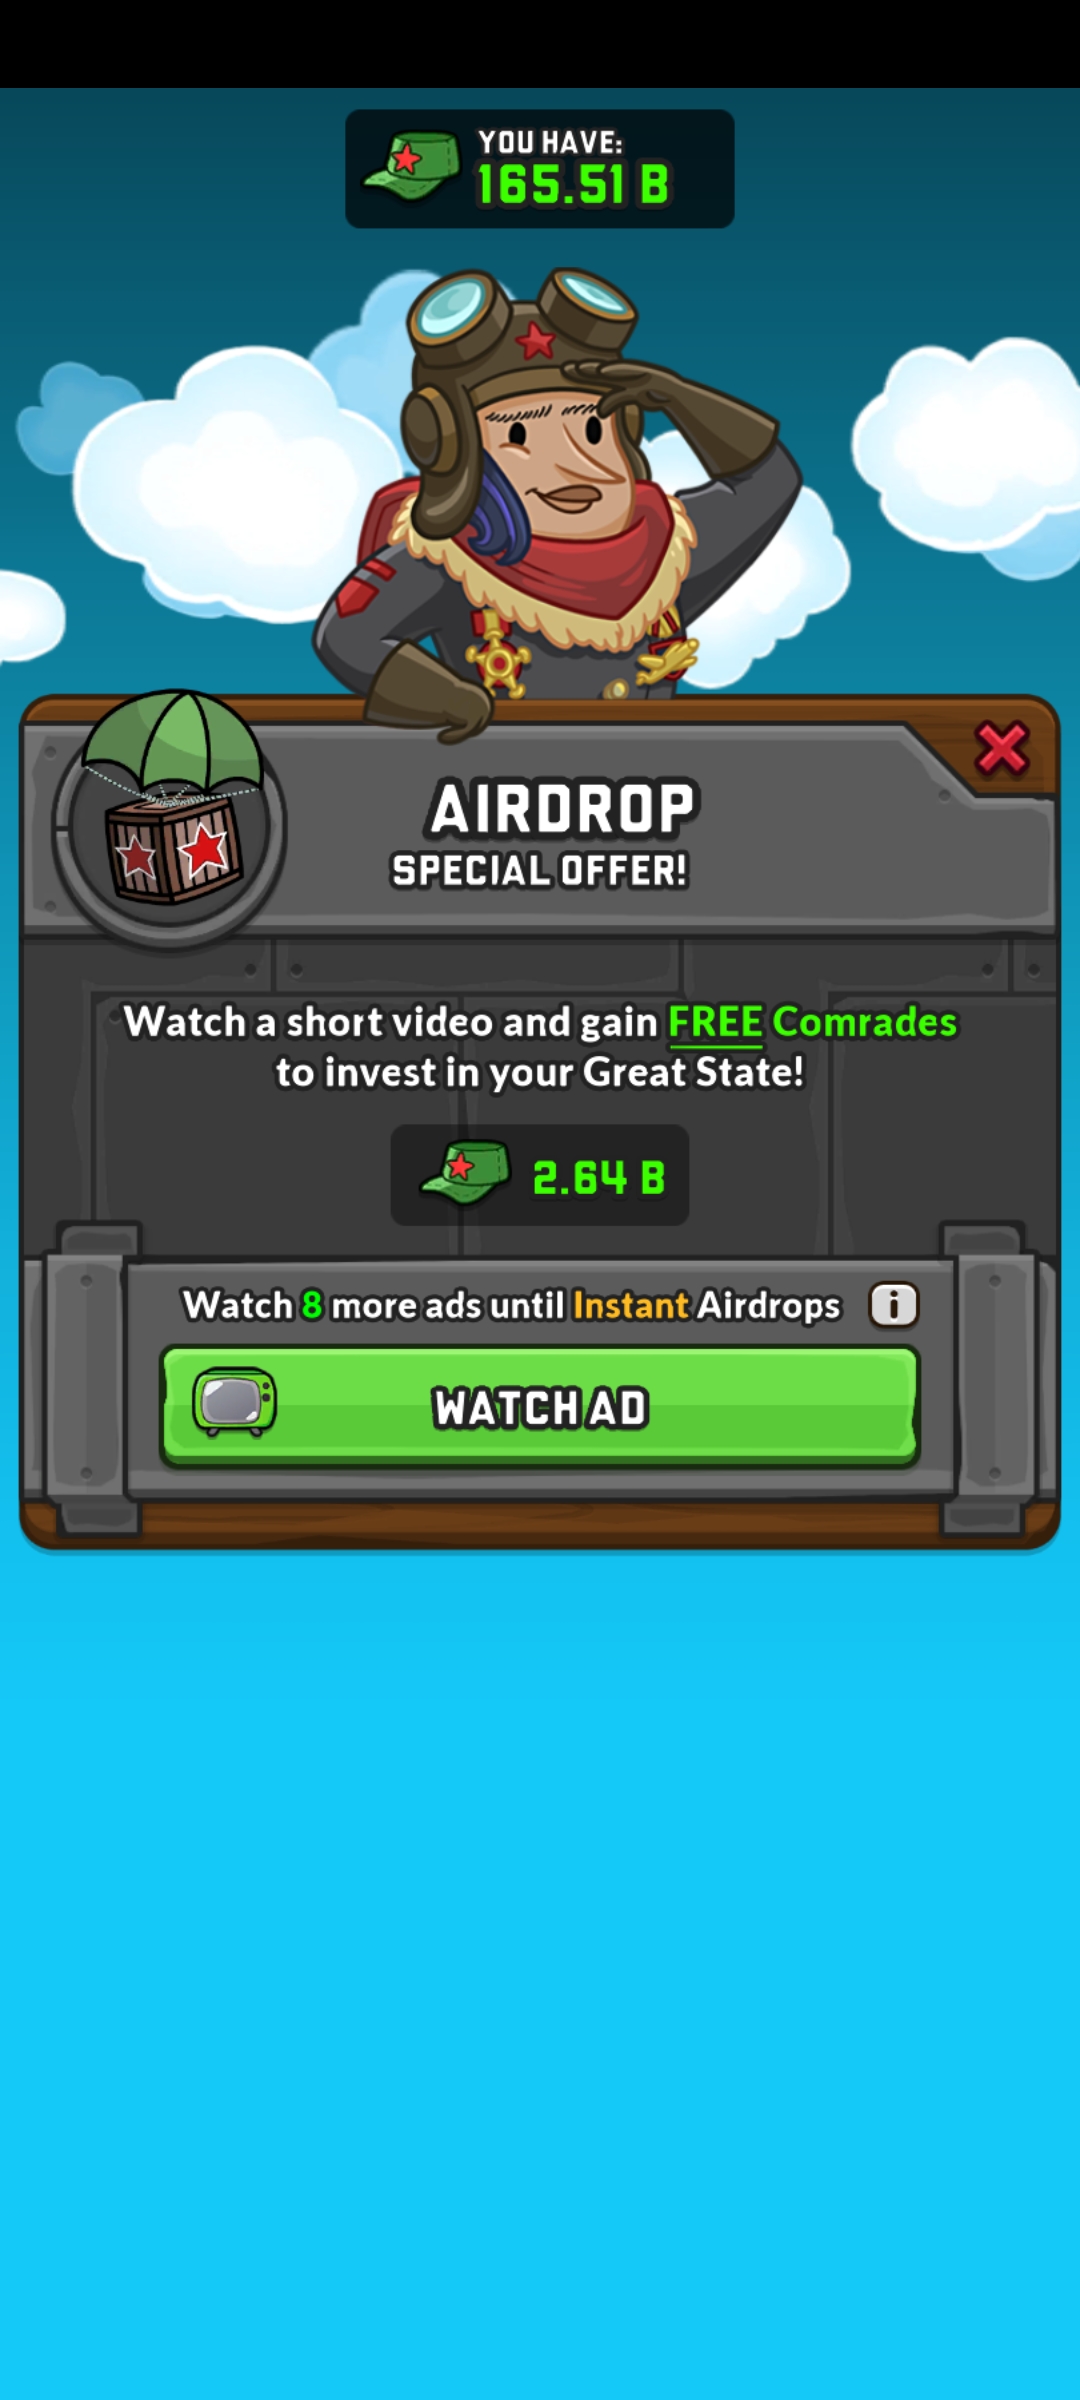 YOU HAVE:
165.51 B
AIRDROP
SPECIAL OFFER!
Watch a short video and gain FREE Comrades
to invest in your Great State!
2.64 B
Watch 8 more ads until Instant Airdrops
i
WATCH AD